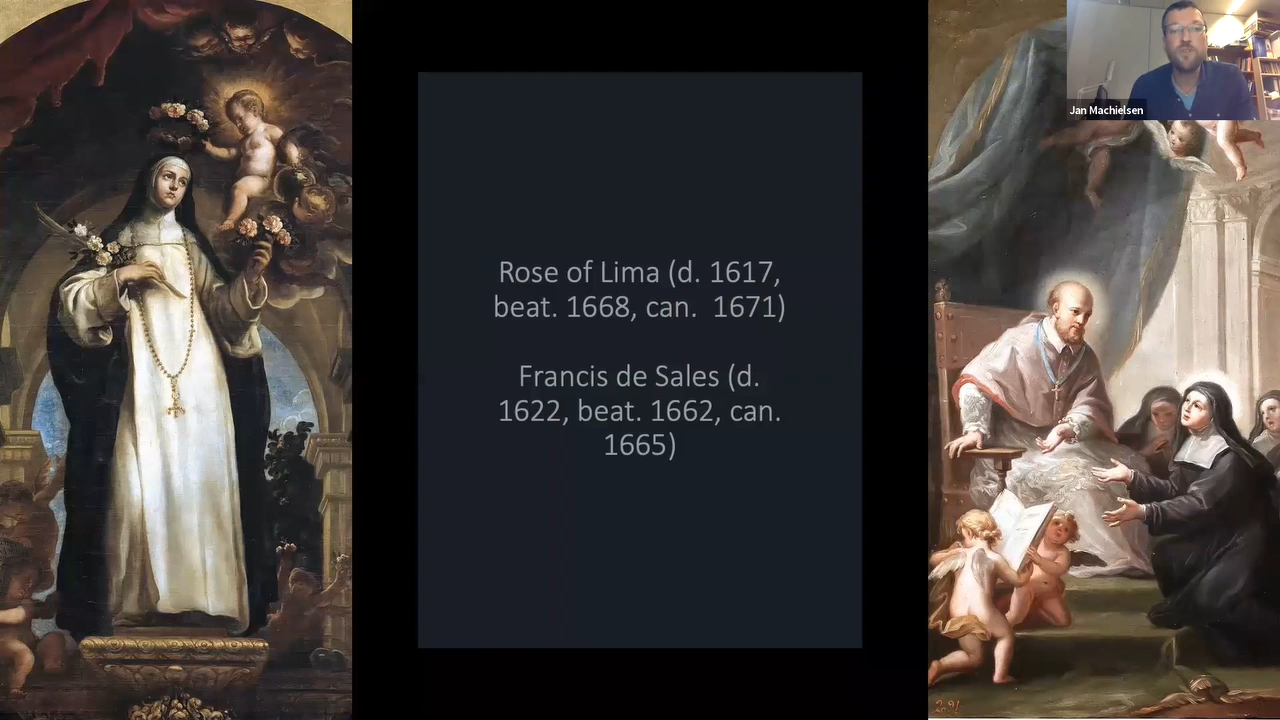 Jan Machielsen
Rose of Lima (d. 1617,
beat. 1668, can.  1671)
Francis de Sales (d.
1622, beat. 1662, can.
1665)